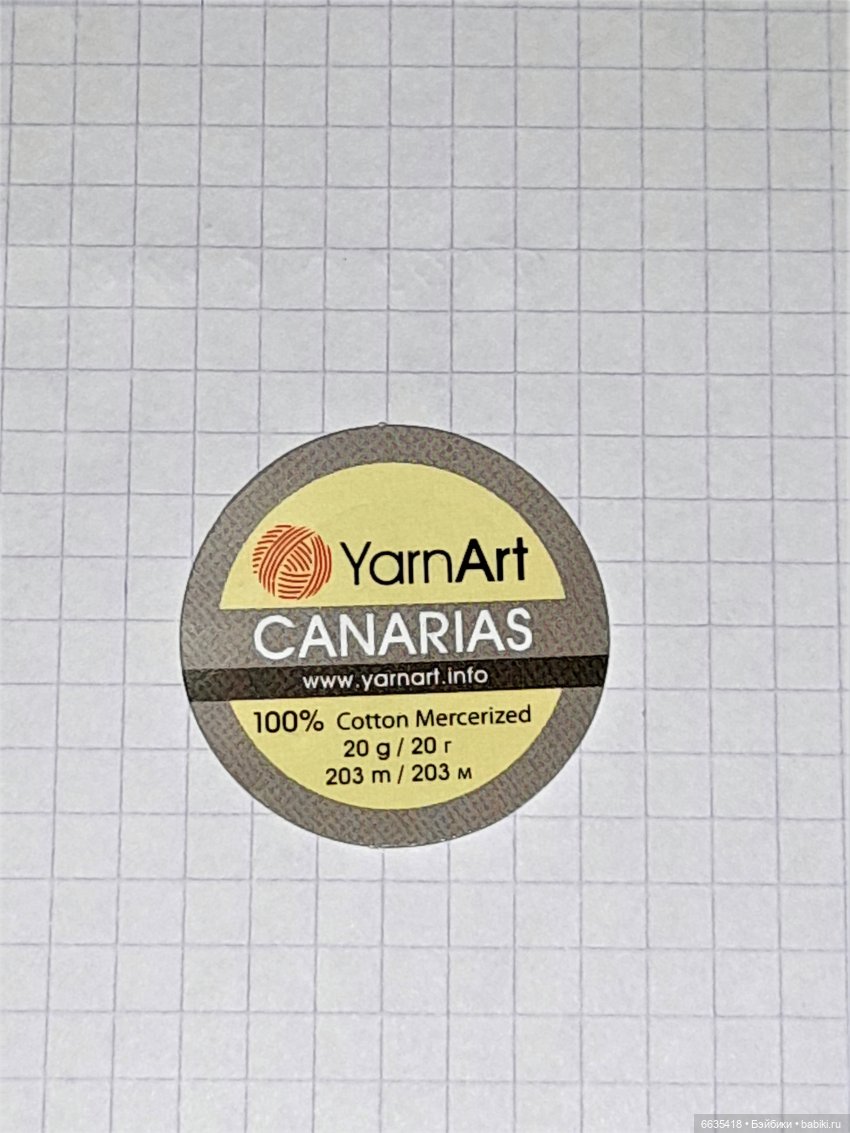 YarnArt
CANARIAS
www.yarnart.info
100% Cotton Mercerized
20 g / 20 г
203 m / 203 м
6635418 • Бэйбики • babiki.ru